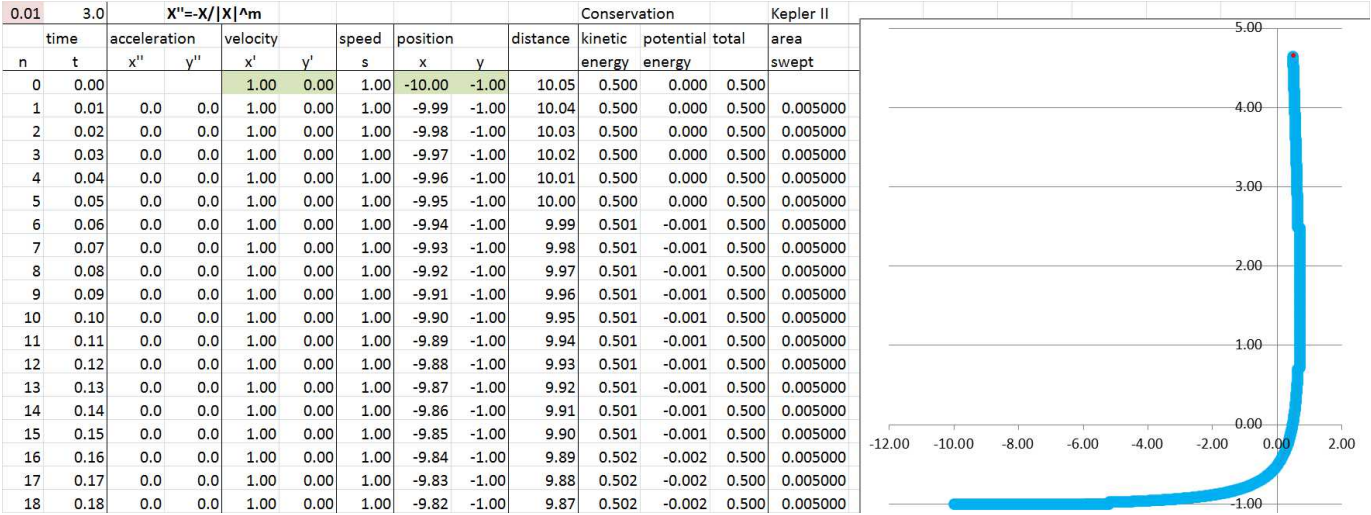 0.01 3.0 X"=-X/|X|^m Conservation Kepler II
time acceleration velocity speed position distance kinetic potential total area
n t x" y" x' y' s x y energy energy swept
0 0.00 1.00 0.00 1.00 -10.00 -1.00 10.05 0.500 0.000 0.500
1 0.01 0.0 0.0 1.00 0.00 1.00 -9.99 -1.00 10.04 0.500 0.000 0.500 0.005000
2 0.02 0.0 0.0 1.00 0.00 1.00 -9.98 -1.00 10.03 0.500 0.000 0.500 0.005000
3 0.03 0.0 0.0 1.00 0.00 1.00 -9.97 -1.00 10.02 0.500 0.000 0.500 0.005000
4 0.04 0.0 0.0 1.00 0.00 1.00 -9.96 -1.00 10.01 0.500 0.000 0.500 0.005000
5 0.05 0.0 0.0 1.00 0.00 1.00 -9.95 -1.00 10.00 0.500 0.000 0.500 0.005000
6 0.06 0.0 0.0 1.00 0.00 1.00 -9.94 -1.00 9.99 0.501 -0.001 0.500 0.005000
7 0.07 0.0 0.0 1.00 0.00 1.00 -9.93 -1.00 9.98 0.501 -0.001 0.500 0.005000
8 0.08 0.0 0.0 1.00 0.00 1.00 -9.92 -1.00 9.97 0.501 -0.001 0.500 0.005000
9 0.09 0.0 0.0 1.00 0.00 1.00 -9.91 -1.00 9.96 0.501 -0.001 0.500 0.005000
10 0.10 0.0 0.0 1.00 0.00 1.00 -9.90 -1.00 9.95 0.501 -0.001 0.500 0.005000
11 0.11 0.0 0.0 1.00 0.00 1.00 -9.89 -1.00 9.94 0.501 -0.001 0.500 0.005000
12 0.12 0.0 0.0 1.00 0.00 1.00 -9.88 -1.00 9.93 0.501 -0.001 0.500 0.005000
13 0.13 0.0 0.0 1.00 0.00 1.00 -9.87 -1.00 9.92 0.501 -0.001 0.500 0.005000
14 0.14 0.0 0.0 1.00 0.00 1.00 -9.86 -1.00 9.91 0.501 -0.001 0.500 0.005000
15 0.15 0.0 0.0 1.00 0.00 1.00 -9.85 -1.00 9.90 0.501 -0.001 0.500 0.005000
16 0.16 0.0 0.0 1.00 0.00 1.00 -9.84 -1.00 9.89 0.502 -0.002 0.500 0.005000
17 0.17 0.0 0.0 1.00 0.00 1.00 -9.83 -1.00 9.88 0.502 -0.002 0.500 0.005000
18 0.18 0.0 0.0 1.00 0.00 1.00 -9.82 -1.00 9.87 0.502 -0.002 0.500 0.005000
5.00
4.00
3.00
2.00
1.00
0.00
-12.00 -10.00 -8.00 -6.00 -4.00 -2.00 0.00 2.00
-1.00